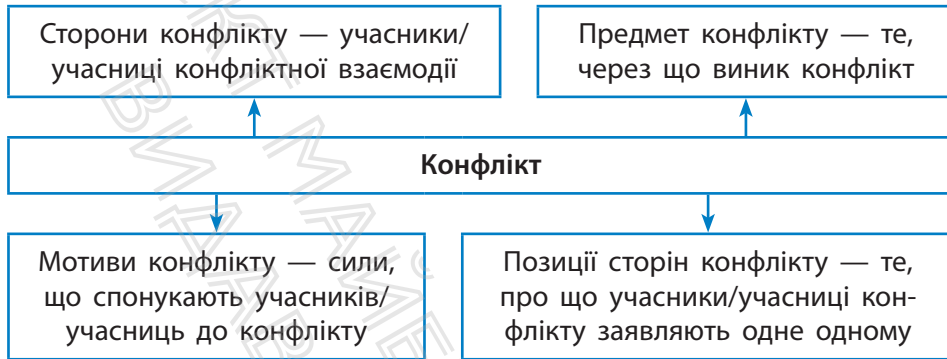 Сторони конфлікту — учасники/
учасниці конфліктної взаємодії
Предмет конфлікту — те,
через що виник конфлікт
Конфлікт
Мотиви конфлікту — сили,
що спонукають учасників/
учасниць до конфлікту
Позиції сторін конфлікту — те,
про що учасники/учасниці кон-
флікту заявляють одне одному